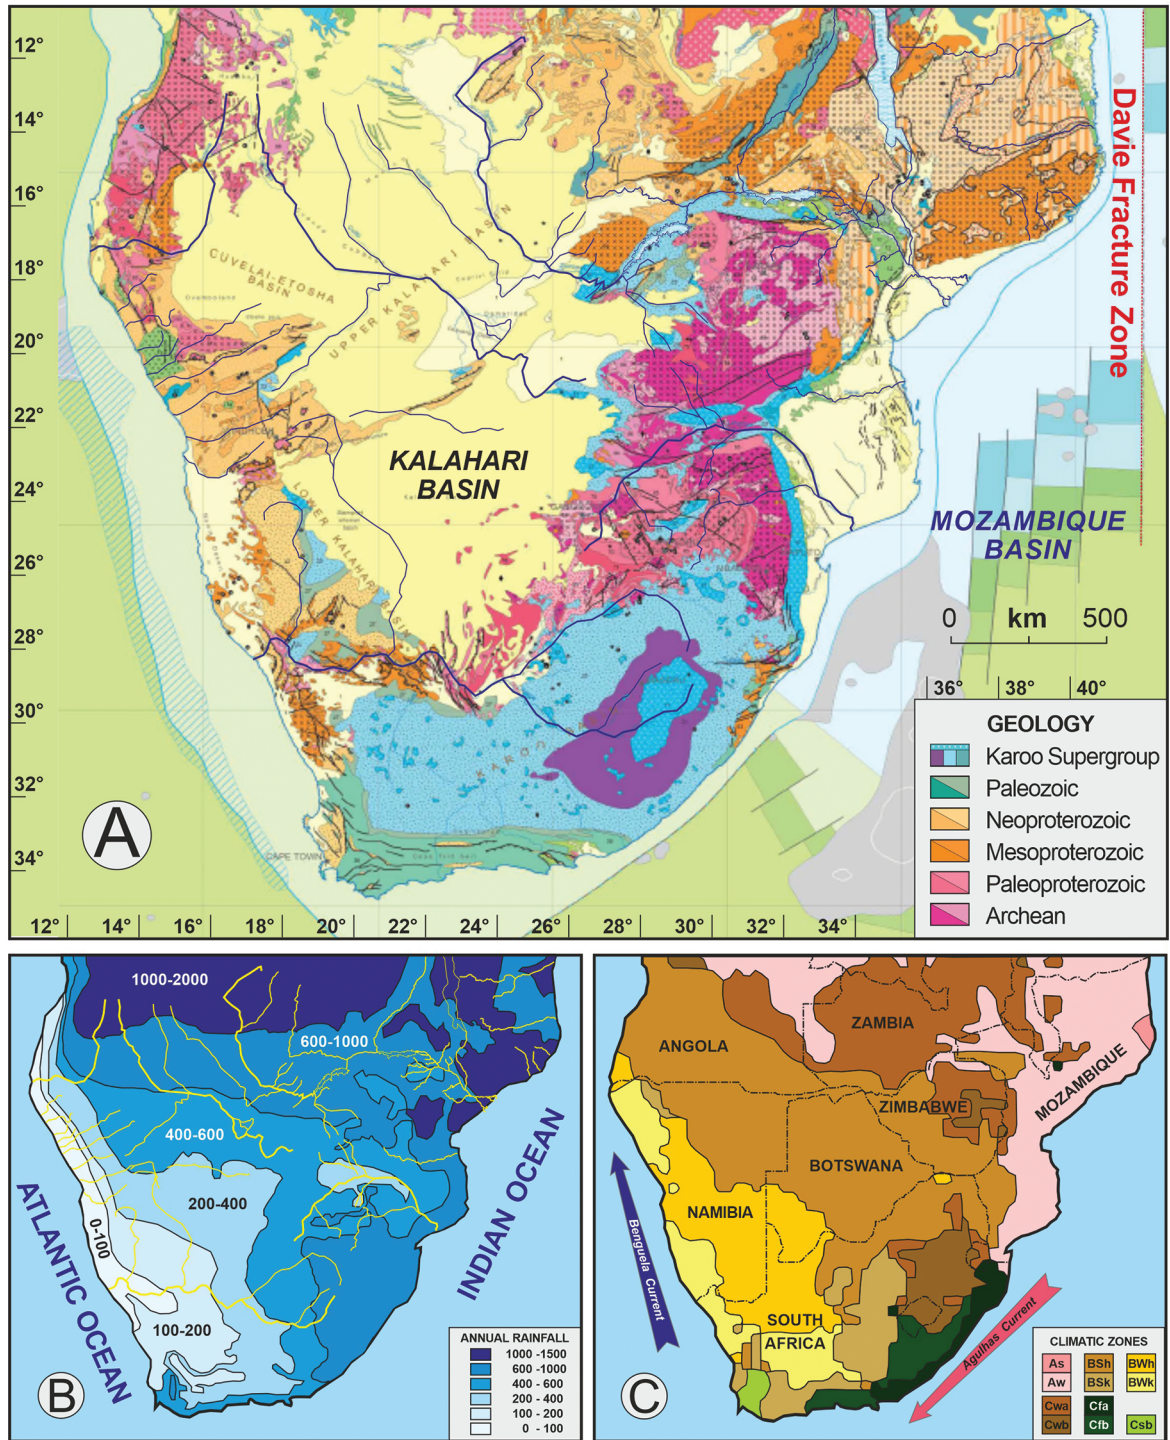 12°
14°
16°
18°
20°
22°
24°
26°
28°
30°
32°
34°
Davie Fracture Zone
CUVELAI-ETOSHA
BASIN
UPPER KALAHARI BASIN
KALAHARI
BASIN
LOWER KALAHARI BASIN
MOZAMBIQUE
BASIN
0 km 500
36° 38° 40°
Karoo
CAPE TOWN
Cape fold belt
A
GEOLOGY
Karoo Supergroup
Paleozoic
Neoproterozoic
Mesoproterozoic
Paleoproterozoic
Archean
12° 14° 16° 18° 20° 22° 24° 26° 28° 30° 32° 34°
1000-2000
600-1000
400-600
200-400
0-100
100-200
ATLANTIC OCEAN
INDIAN OCEAN
B
ANNUAL RAINFALL
1000 -1500
600 -1000
400 - 600
200 - 400
100 - 200
0 - 100
ZAMBIA
ANGOLA
MOZAMBIQUE
ZIMBABWE
BOTSWANA
NAMIBIA
SOUTH
AFRICA
Benguela Current
Agulhas Current
C
CLIMATIC ZONES
As BSh BWh
Aw BSk BWk
Cwa Cfa
Cwb Cfb Csb